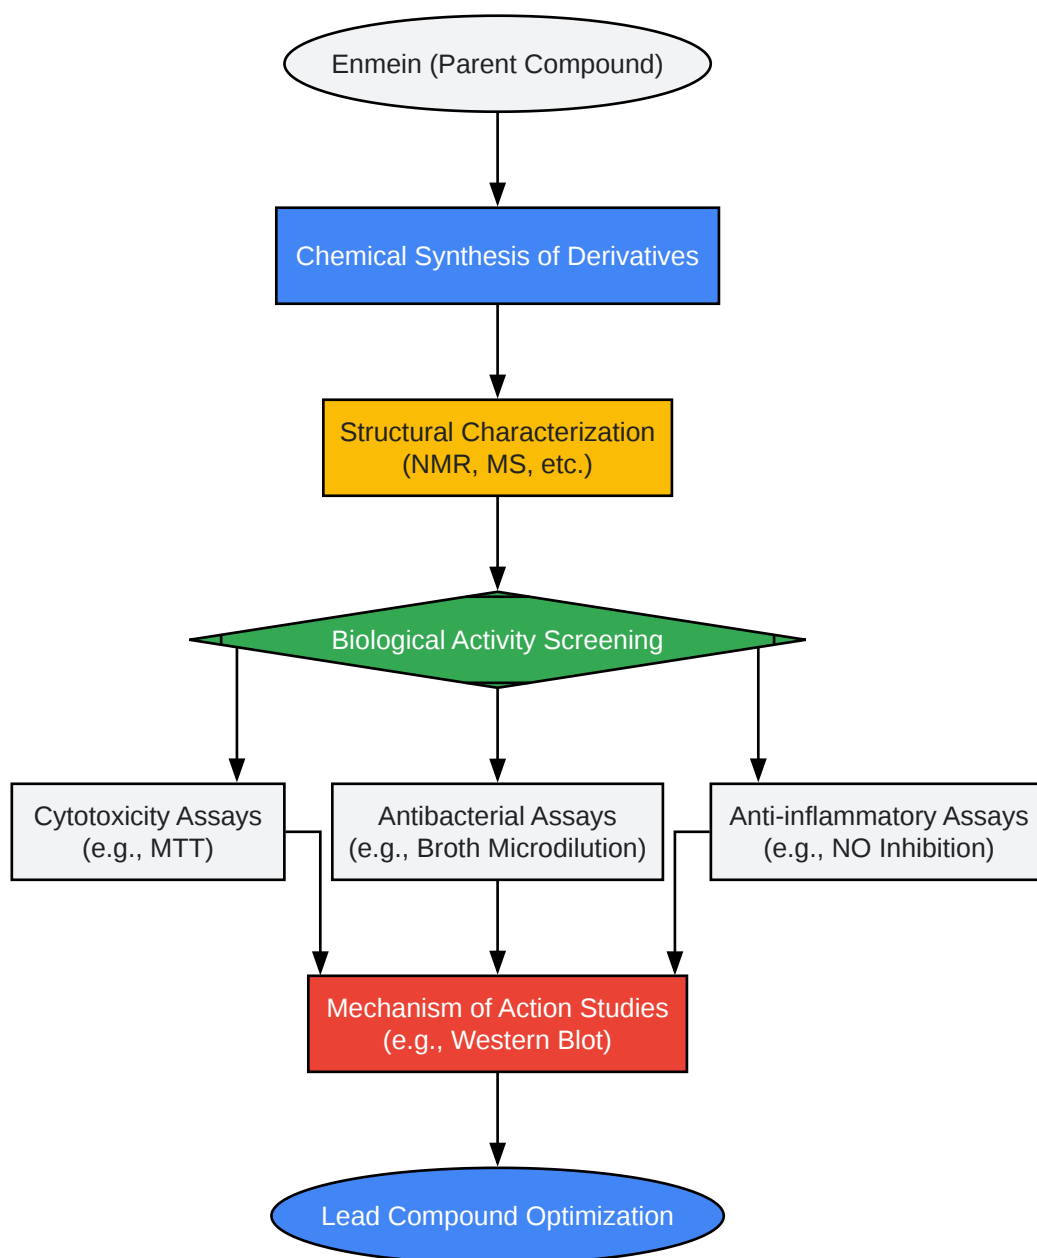 Enmein (Parent Compound)
Chemical Synthesis of Derivatives
Structural Characterization
(NMR, MS, etc.)
Biological Activity Screening
Cytotoxicity Assays
(e.g., MTT)
Antibacterial Assays
(e.g., Broth Microdilution)
Anti-inflammatory Assays
(e.g., NO Inhibition)
Mechanism of Action Studies
(e.g., Western Blot)
Lead Compound Optimization